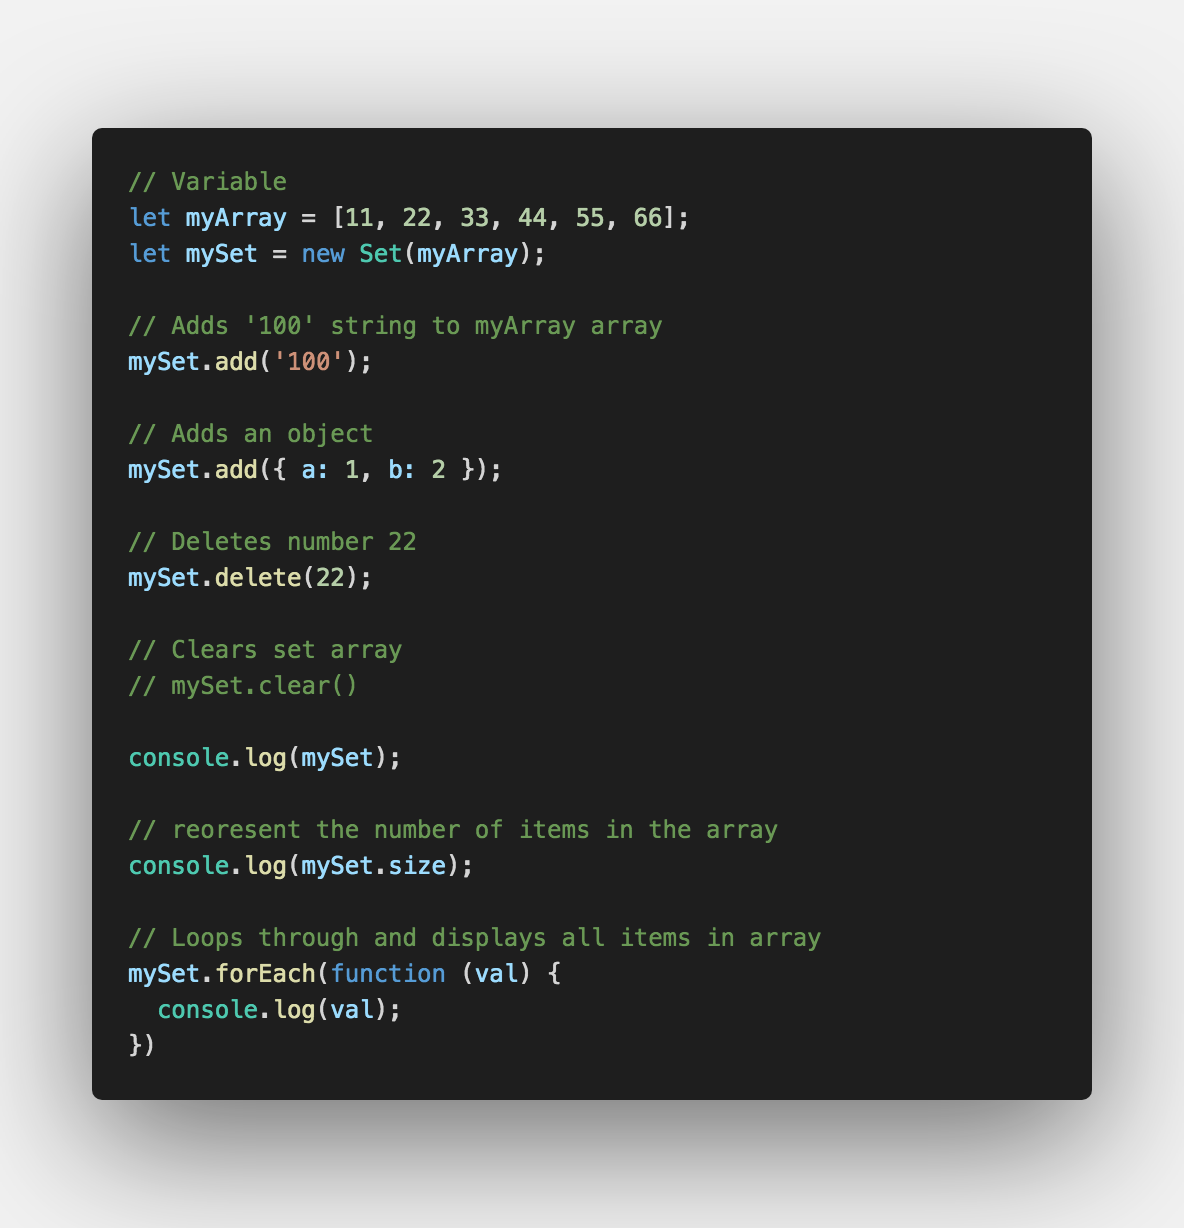 // Variable
let myArray = [11, 22, 33, 44, 55, 66];
let mySet = new Set(myArray);
// Adds '100' string to myArray array
mySet.add('100');
// Adds an object
mySet.add({ a: 1, b: 2 });
// Deletes number 22
mySet.delete(22);
// Clears set array
// mySet.clear()
console.log(mySet);
// reoresent the number of items in the array
console.log(mySet.size);
// Loops through and displays all items in array
mySet.forEach(function (val) {
  console.log(val);
})